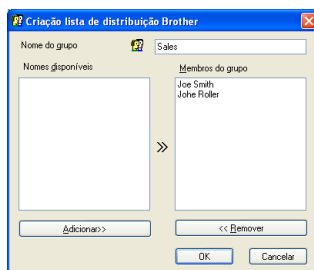 Criação lista de distribuição Brother
Nome do grupo
Sales
Nomes disponíveis
Membros do grupo
Joe Smith
Johe Roller
Adicionar>>
<< Remover
OK
Cancelar